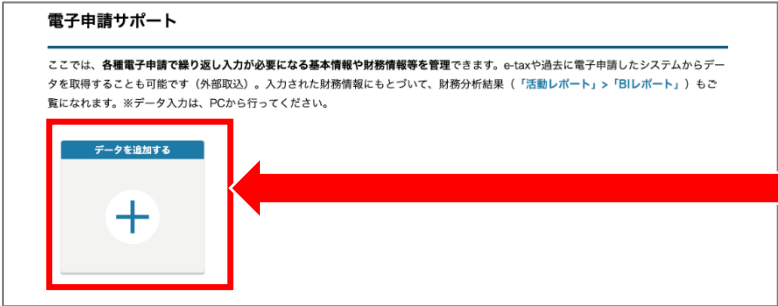 電子申請サポート
ここでは、各種電子申請で繰り返し入力が必要になる基本情報や財務情報等を管理できます。e-taxや過去に電子申請したシステムからデー
タを取得することも可能です（外部取込）。入力された財務情報にもとづいて、財務分析結果（「活動レポート」>「BIレポート」）もご
覧になれます。※データ入力は、PCから行ってください。
データを追加する